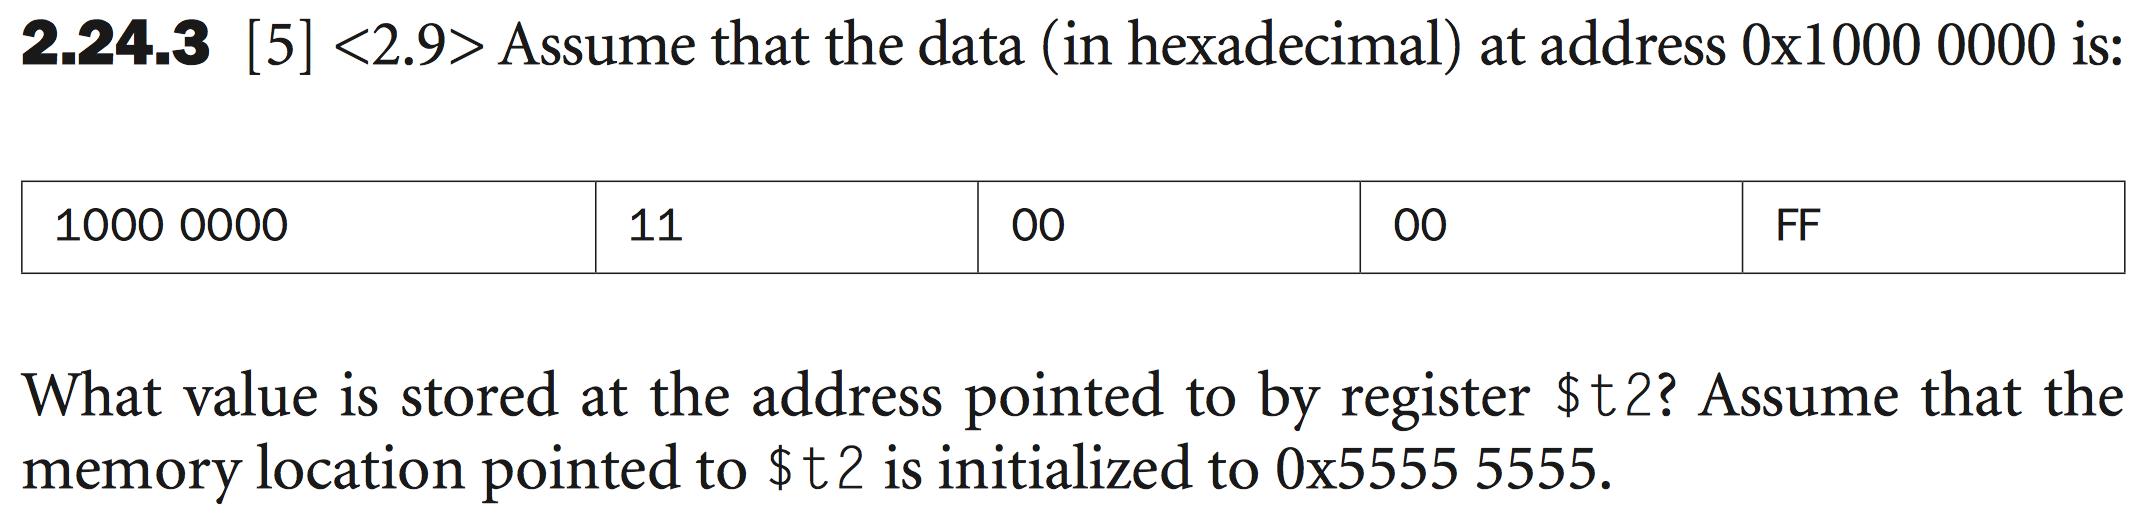 2.24.3 [5] <2.9> Assume that the data (in hexadecimal) at address 0x1000 0000 is:
1000 0000 11 00 00 FF
What value is stored at the address pointed to by register $t2? Assume that the
memory location pointed to $t2 is initialized to 0x5555 5555.